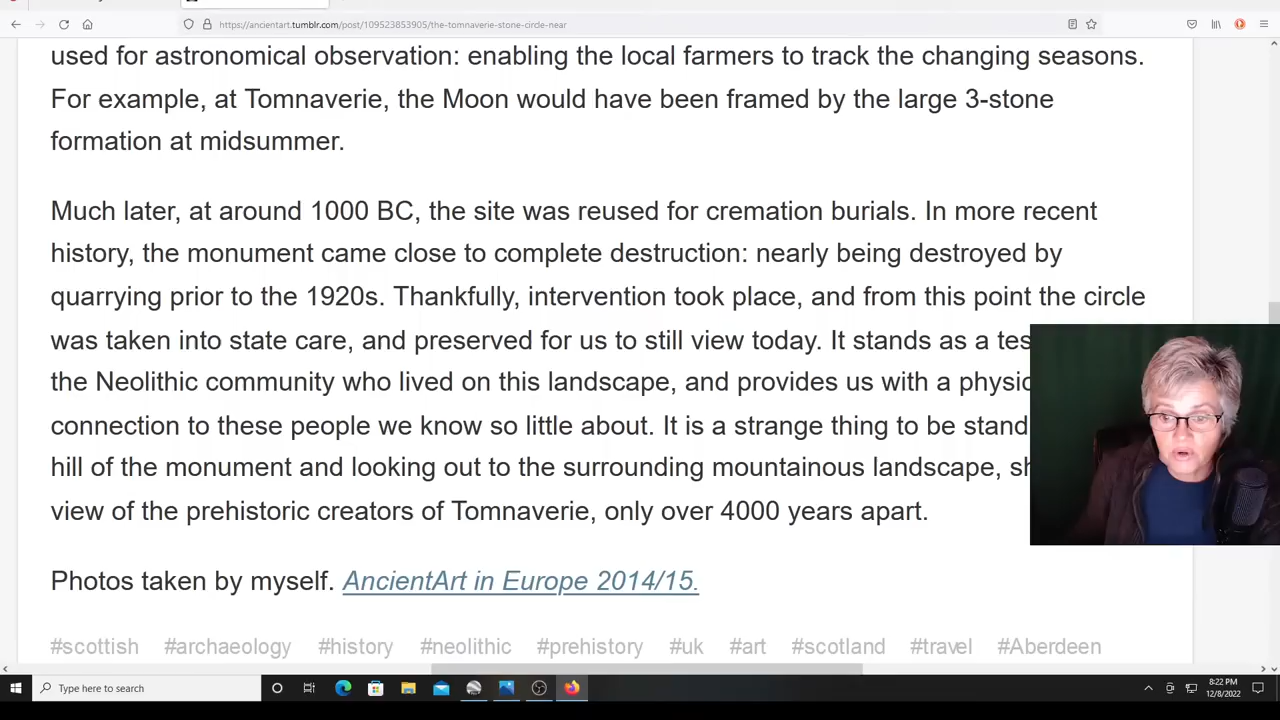 https://ancientart.tumblr.com/post/109523853905/the-tomnaverie-stone-circle-near
used for astronomical observation: enabling the local farmers to track the changing seasons.
For example, at Tomnaverie, the Moon would have been framed by the large 3-stone
formation at midsummer.
Much later, at around 1000 BC, the site was reused for cremation burials. In more recent
history, the monument came close to complete destruction: nearly being destroyed by
quarrying prior to the 1920s. Thankfully, intervention took place, and from this point the circle
was taken into state care, and preserved for us to still view today. It stands as a
the Neolithic community who lived on this landscape, and provides us with a
connection to these people we know so little about. It is a strange thing to be
hill of the monument and looking out to the surrounding mountainous landscape,
view of the prehistoric creators of Tomnaverie, only over 4000 years apart.
Photos taken by myself. AncientArt in Europe 2014/15.
#scottish #archaeology #history #neolithic #prehistory #uk #art #scotland #travel #Aberdeen
Type here to search
8:22 PM
12/8/2022